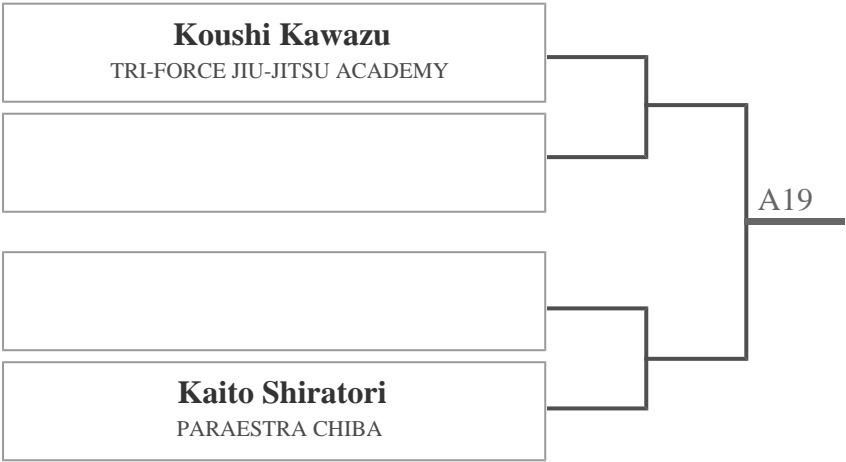 Koushi Kawazu
TRI-FORCE JIU-JITSU ACADEMY
A19
Kaito Shiratori
PARAESTRA CHIBA